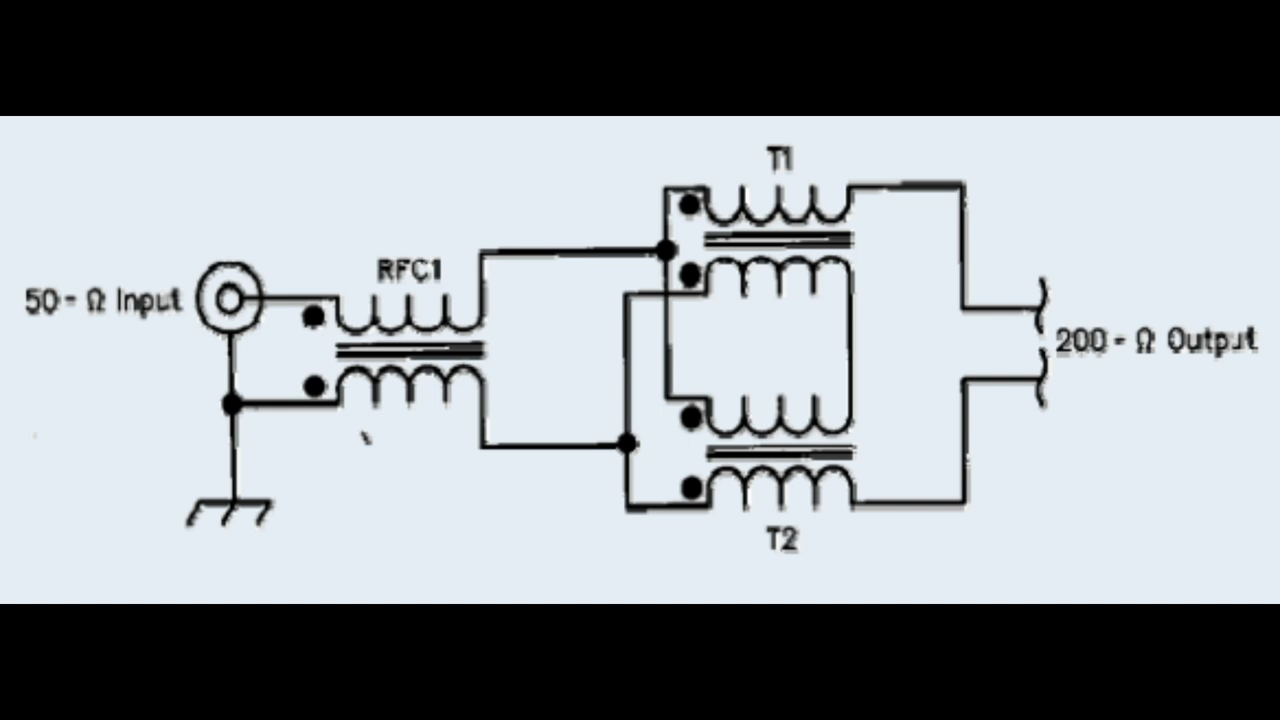 T1
RFC1
50-Ω Input
200-Ω Output
T2